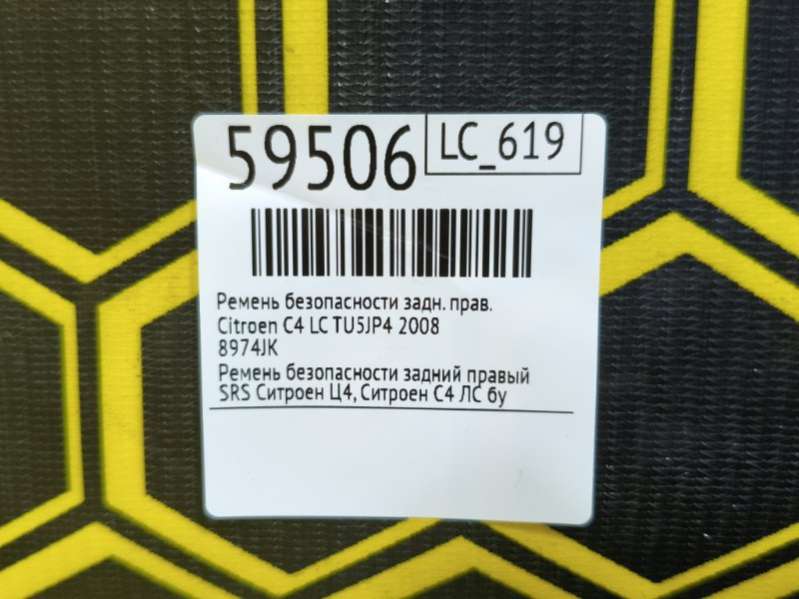 59506
LC_619
Ремень безопасности задн. прав.
Citroen C4 LC TU5JP4 2008
8974JK
Ремень безопасности задний правый
SRS Ситроен Ц4, Ситроен С4 ЛС бу